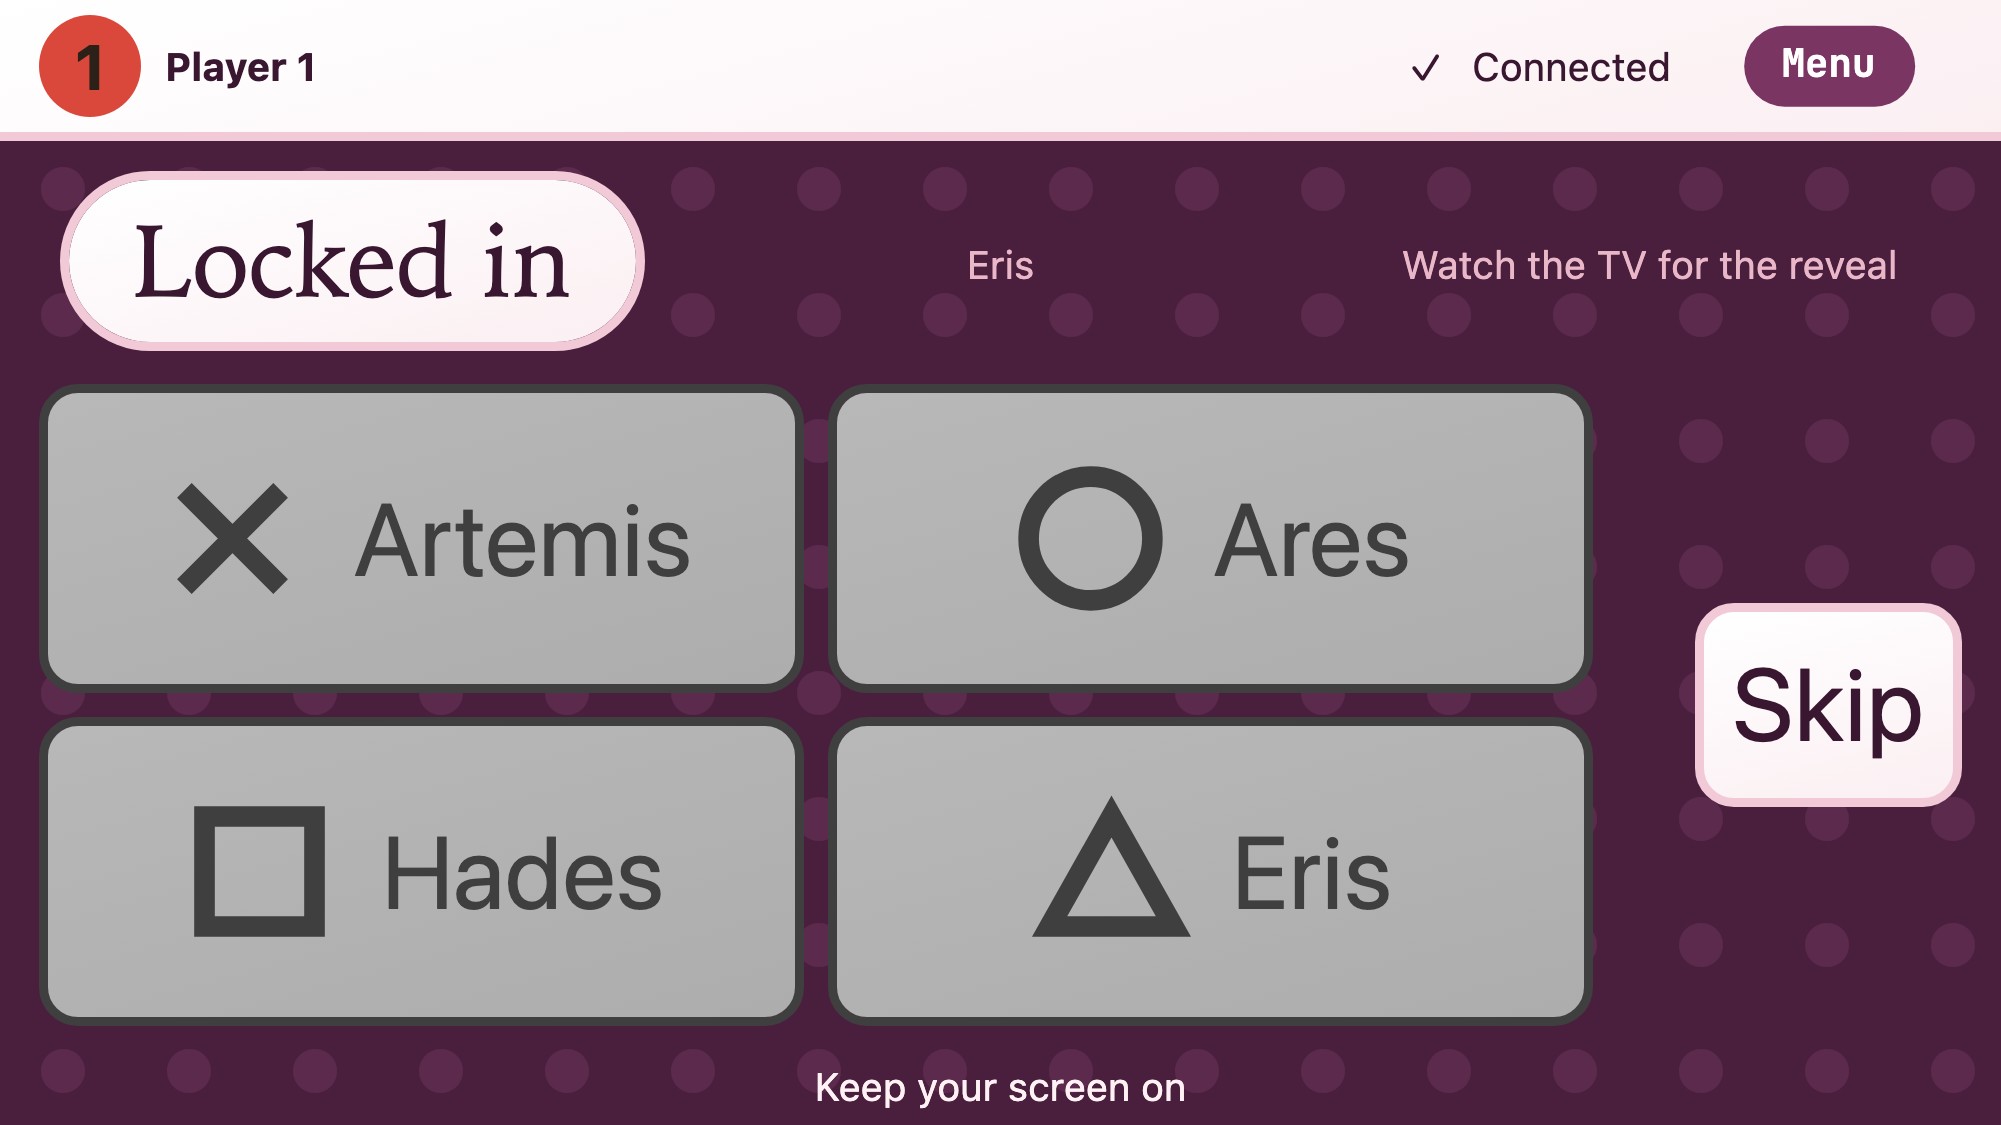 1 Player 1
✓ Connected
Menu
Locked in
Eris
Watch the TV for the reveal
Artemis
Ares
Hades
Eris
Skip
Keep your screen on